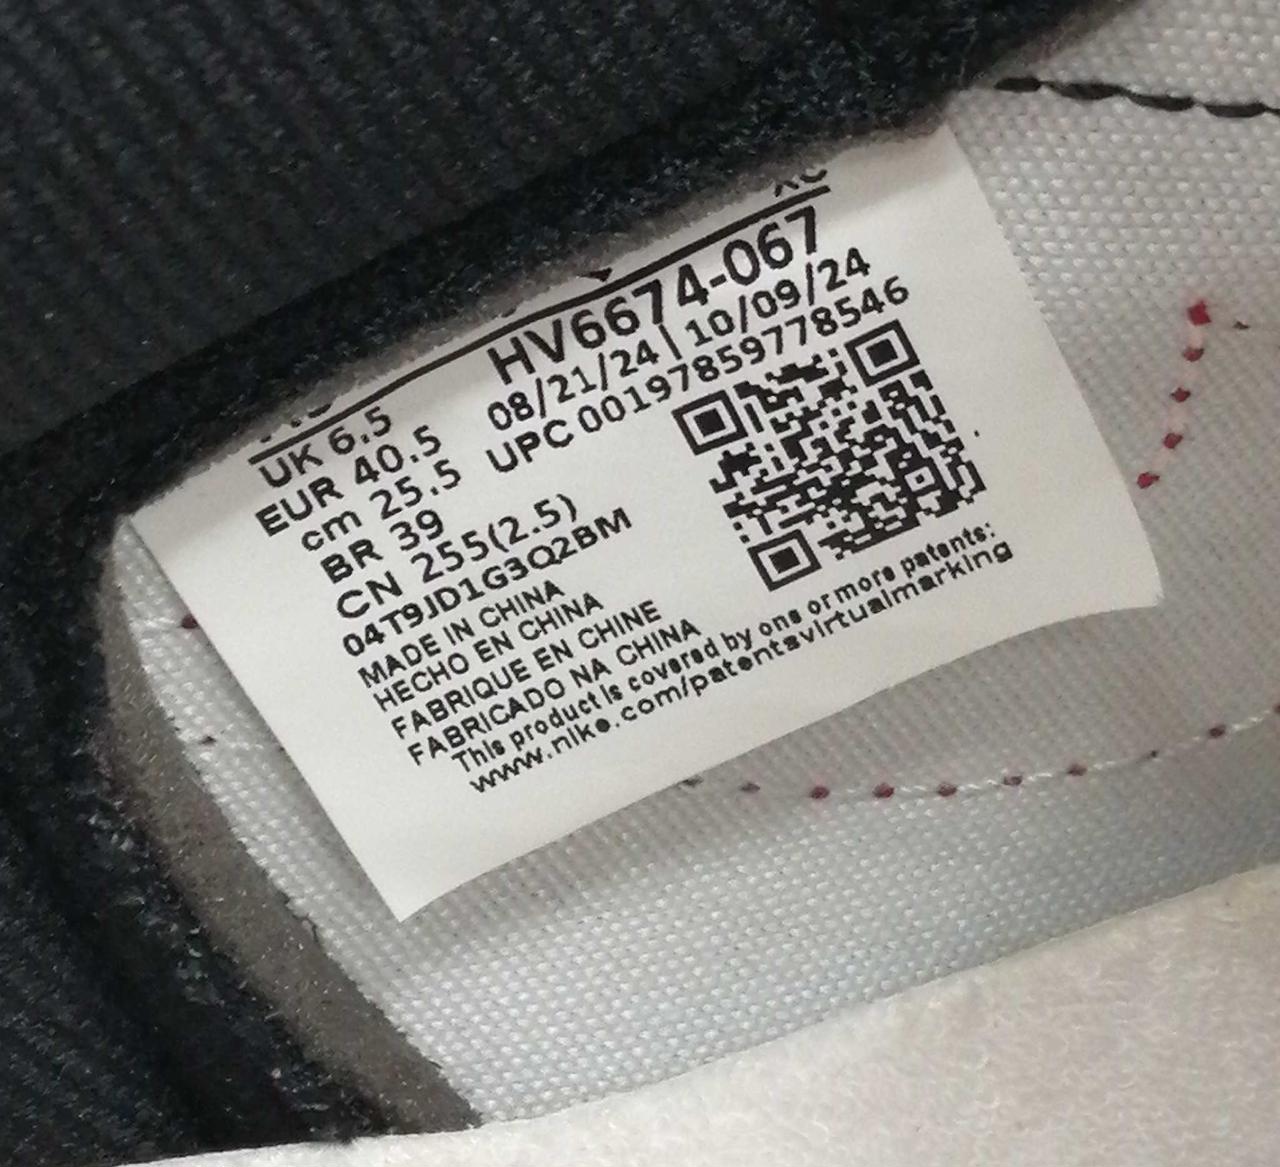 HV6674-067
08/21/24 | 10/09/24
UPC 00197859778546
UK 6.5
EUR 40.5
cm 25.5
BR 39
CN 255(2.5)
04T9JD1G3Q2BM
MADE IN CHINA
HECHO EN CHINA
FABRIQUE EN CHINE
FABRICADO NA CHINA
This product is covered by one or more patents:
www.nike.com/patentsvirtualmarking